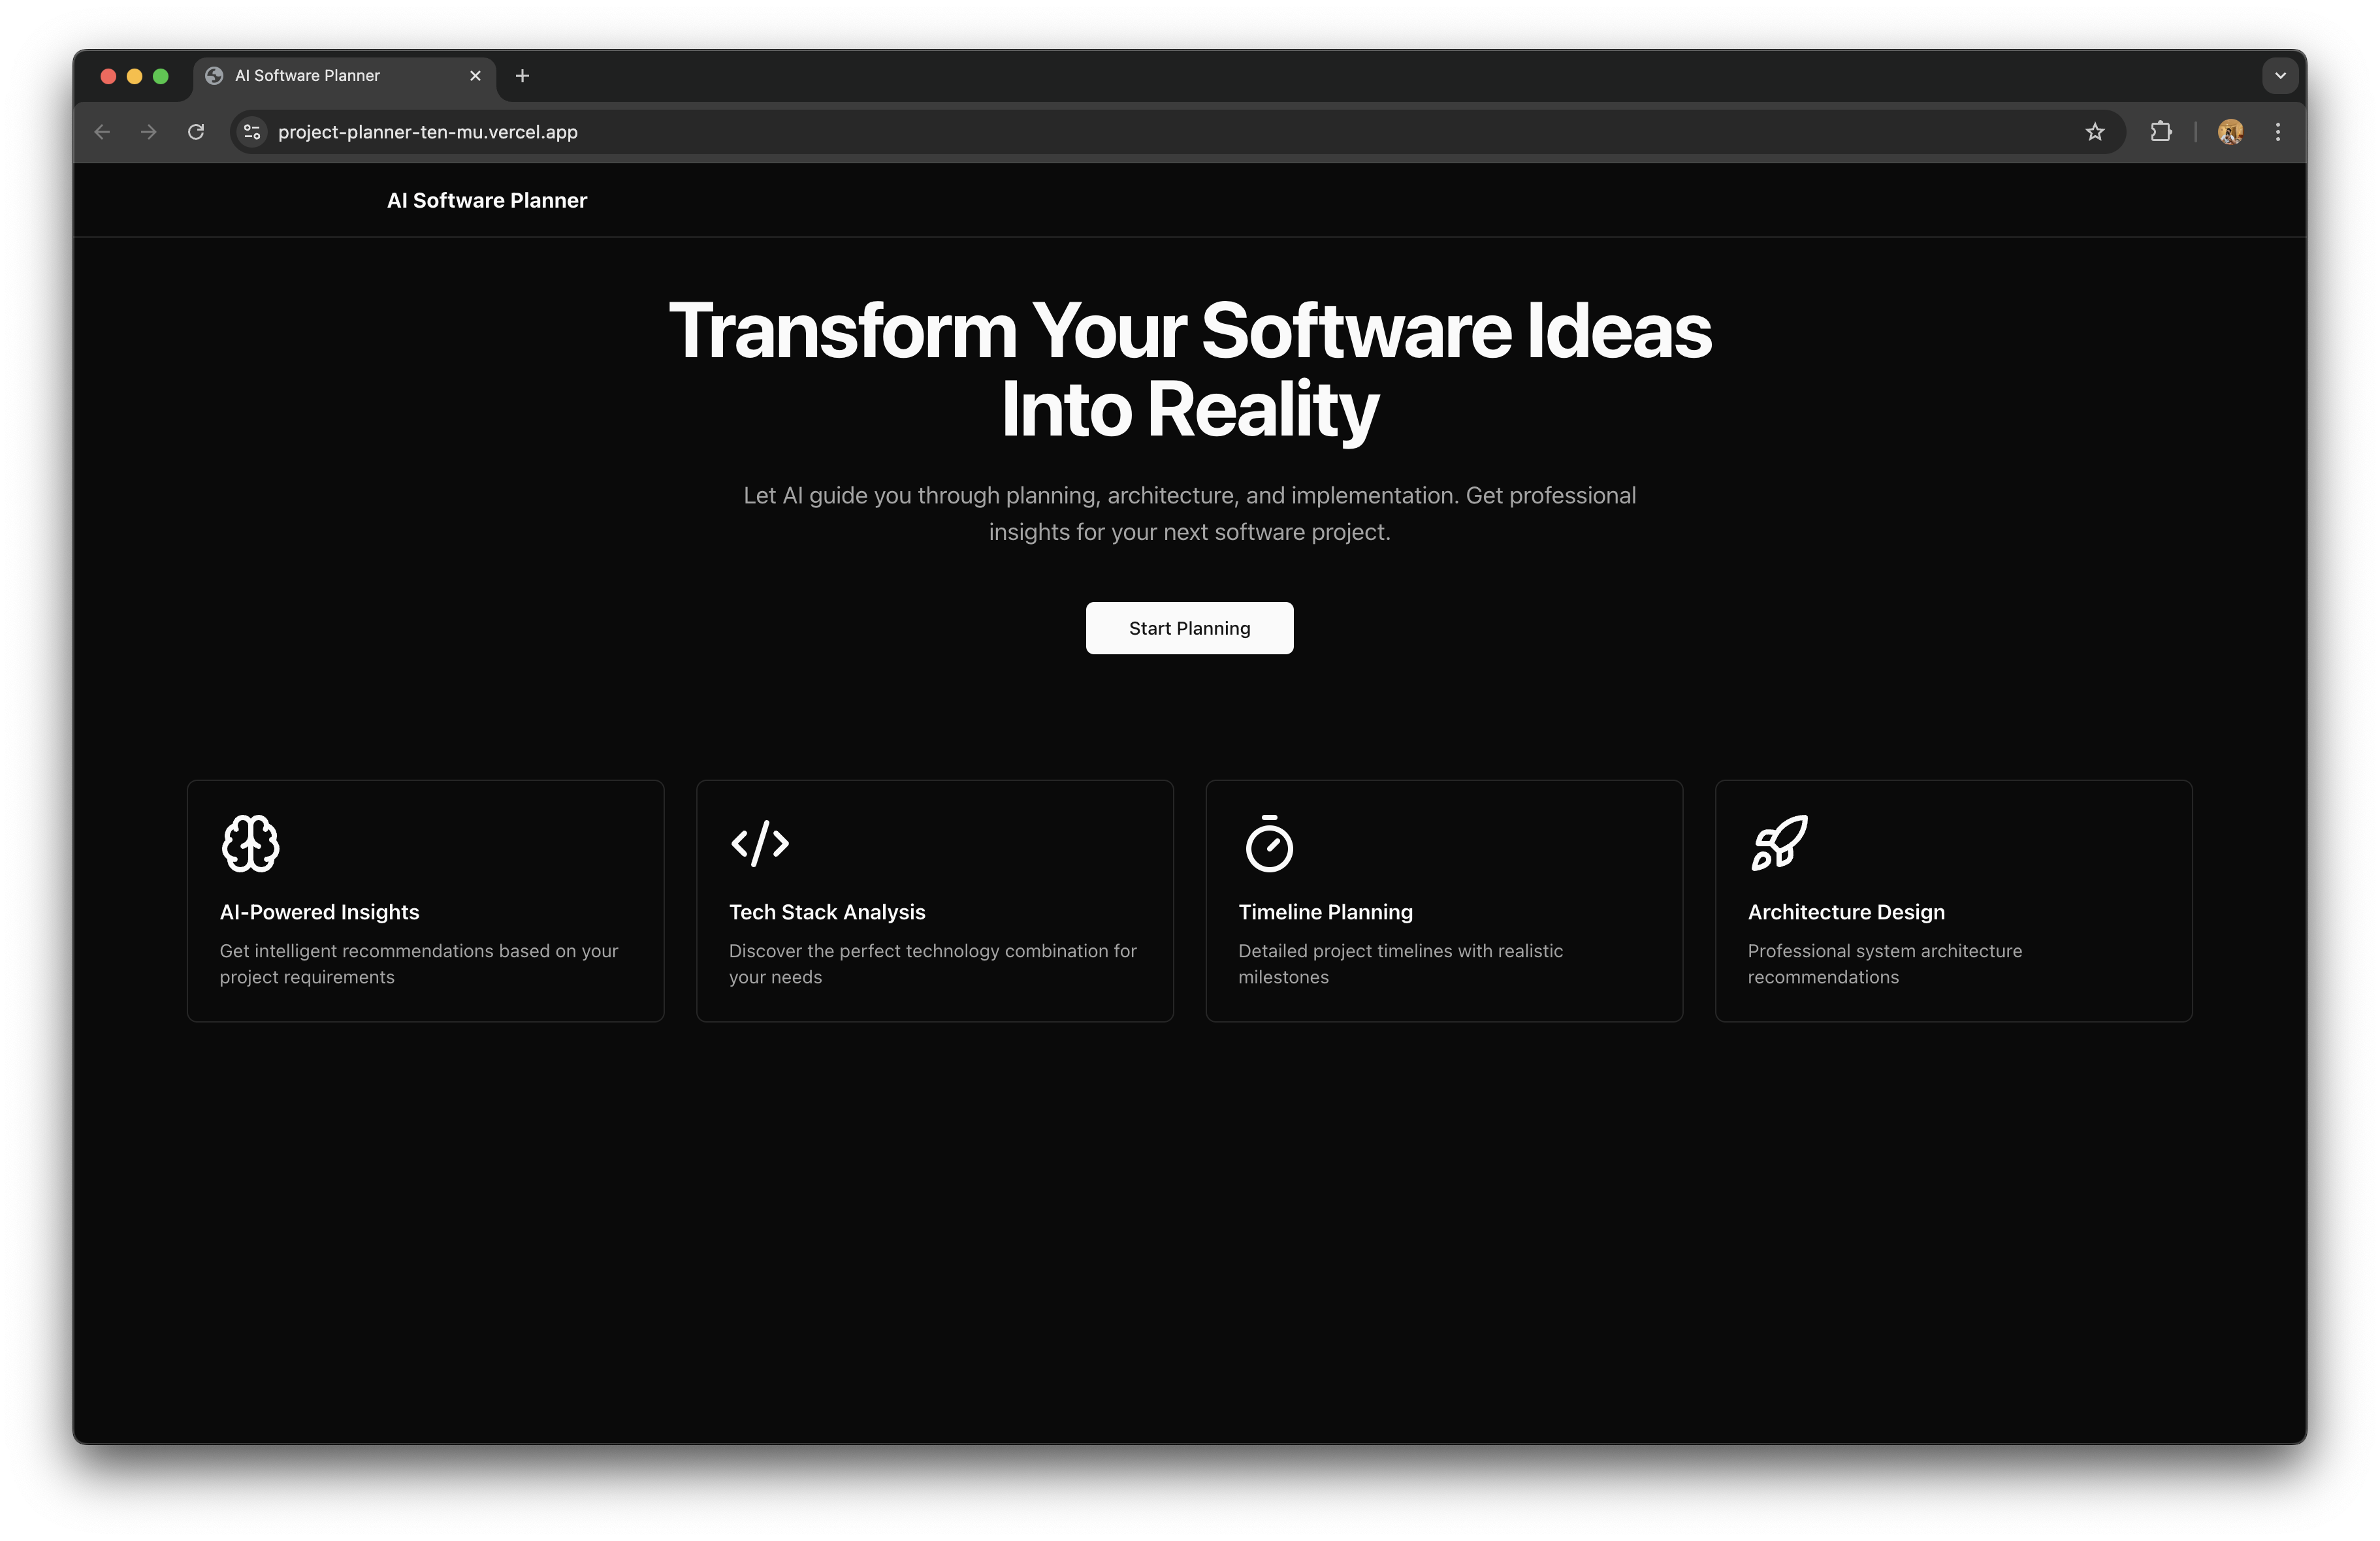 AI Software Planner
project-planner-ten-mu.vercel.app
AI Software Planner
Transform Your Software Ideas
Into Reality
Let AI guide you through planning, architecture, and implementation. Get professional
insights for your next software project.
Start Planning
AI-Powered Insights
Get intelligent recommendations based on your
project requirements
Tech Stack Analysis
Discover the perfect technology combination for
your needs
Timeline Planning
Detailed project timelines with realistic
milestones
Architecture Design
Professional system architecture
recommendations